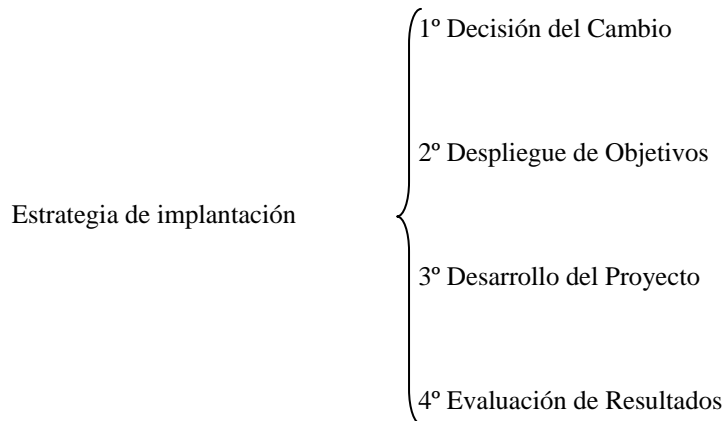 Estrategia de implantación
1º Decisión del Cambio
2º Despliegue de Objetivos
3º Desarrollo del Proyecto
4º Evaluación de Resultados